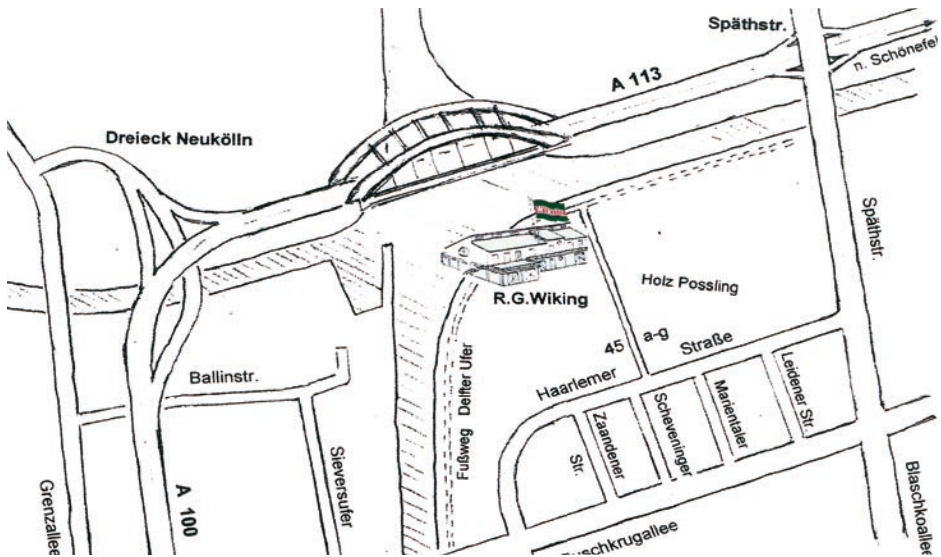 Späthstr.
A 113
n. Schönefel
Dreieck Neukölln
Späthstr.
R.G.Wiking
Holz Possling
45 a-g
Haarlemer Straße
Ballinstr.
Fußweg Delfter Ufer
Leidener Str.
Marientaler
Scheveninger
Zaandener
Str.
Sieversufer
Grenzallee
A 100
Blaschkoallee
Buschkrugallee